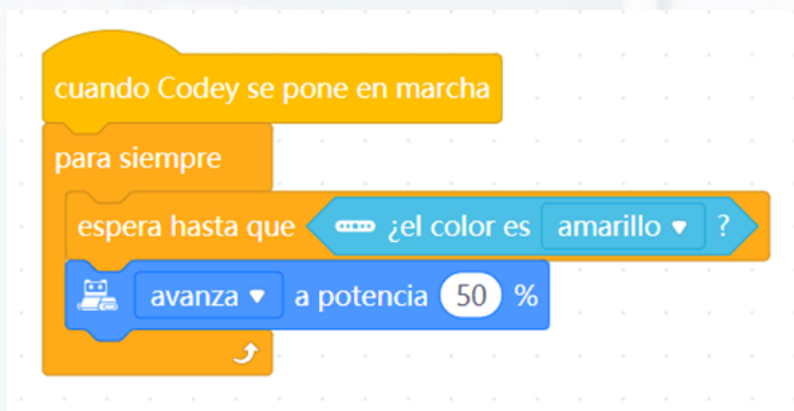 cuando Codey se pone en marcha
para siempre
espera hasta que ¿el color es amarillo ?
avanza a potencia 50 %